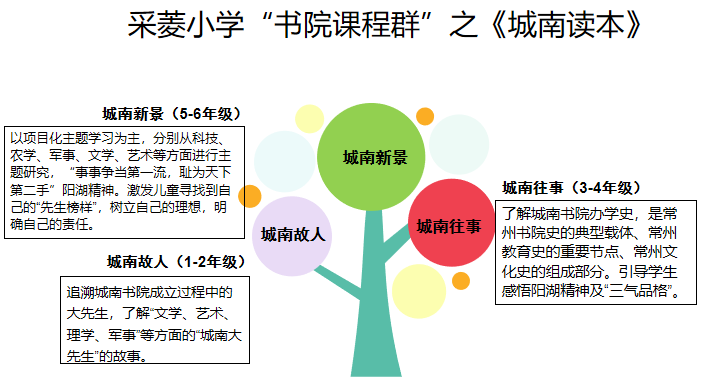 采菱小学“书院课程群”之《城南读本》
城南新景（5-6年级）
以项目化主题学习为主，分别从科技、
农学、军事、文学、艺术等方面进行主
题研究，“事事争当第一流，耻为天下
第二手”阳湖精神。激发儿童寻找到自
己的“先生榜样”，树立自己的理想，明
确自己的责任。
城南新景
城南故人
城南往事
城南往事（3-4年级）
了解城南书院办学史，是常
州书院史的典型载体、常州
教育史的重要节点、常州文
化史的组成部分。引导学生
感悟阳湖精神及“三气品格”。
城南故人（1-2年级）
追溯城南书院成立过程中的
大先生，了解“文学、艺术、
理学、军事”等方面的“城南大
先生”的故事。